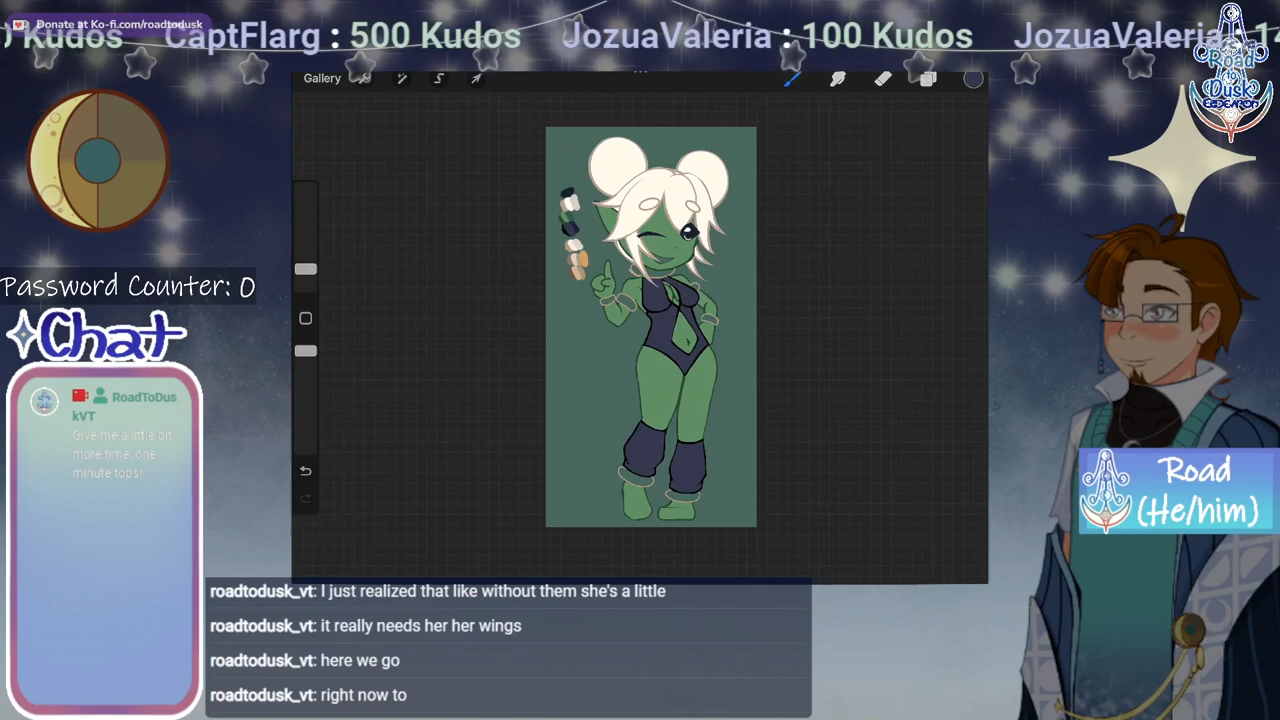 Donate at Ko-fi.com/roadtodusk
Kudos CaptFlarg : 500 Kudos JozuaValeria : 100 Kudos JozuaValeria
Road
to
Dusk
Gallery
Password Counter: 0
Chat
RoadToDus
kVT
Give me a little bit
more time. one
minute tops!
Road
(He/him)
roadtodusk_vt: I just realized that like without them she's a little
roadtodusk_vt: it really needs her her wings
roadtodusk_vt: here we go
roadtodusk_vt: right now to